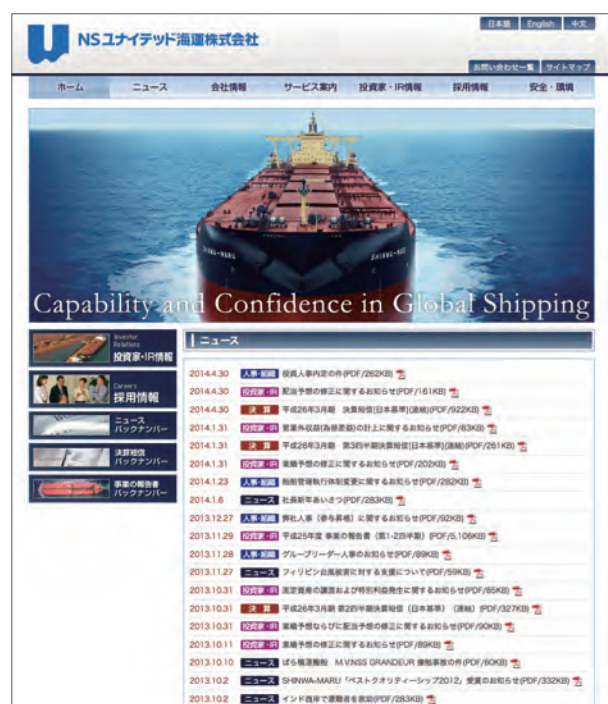 日本語 English 中文
NSユナイテッド海運株式会社
お問い合わせ一覧 サイトマップ
ホーム ニュース 会社情報 サービス案内 投資家・IR情報 採用情報 安全・環境
SHINWA-MARU SHINWA-MARU
Capability and Confidence in Global Shipping
Investor
Relations
投資家・IR情報
Careers
採用情報
ニュース
バックナンバー
決算短信
バックナンバー
事業の報告書
バックナンバー
ニュース
2014.4.30 人事・組織 役員人事内定の件(PDF/262KB)
2014.4.30 投資家・IR 配当予想の修正に関するお知らせ(PDF/161KB)
2014.4.30 決算 平成26年3月期 決算短信[日本基準](連結)(PDF/922KB)
2014.1.31 投資家・IR 営業外収益(為替差益)の計上に関するお知らせ(PDF/83KB)
2014.1.31 決算 平成26年3月期 第3四半期決算短信[日本基準](連結)(PDF/261KB)
2014.1.31 投資家・IR 業績予想の修正に関するお知らせ(PDF/202KB)
2014.1.23 人事・組織 船舶管理執行体制変更に関するお知らせ(PDF/282KB)
2014.1.6 ニュース 社長新年あいさつ(PDF/283KB)
2013.12.27 人事・組織 弊社人事（参与昇格）に関するお知らせ(PDF/92KB)
2013.11.29 投資家・IR 平成25年度 事業の報告書（第1-2四半期）(PDF/5,106KB)
2013.11.28 人事・組織 グループリーダー人事のお知らせ(PDF/89KB)
2013.11.27 ニュース フィリピン台風被害に対する支援について(PDF/59KB)
2013.10.31 投資家・IR 固定資産の譲渡および特別利益発生に関するお知らせ(PDF/85KB)
2013.10.31 決算 平成26年3月期 第2四半期決算短信（日本基準）（連結）(PDF/327KB)
2013.10.31 投資家・IR 業績予想ならびに配当予想の修正に関するお知らせ(PDF/90KB)
2013.10.11 投資家・IR 業績予想の修正に関するお知らせ(PDF/89KB)
2013.10.10 ニュース ばら積運搬船 M.V.NSS GRANDEUR 接触事故の件(PDF/60KB)
2013.10.2 ニュース SHINWA-MARU「ベストクオリティーシップ2012」受賞のお知らせ(PDF/332KB)
2013.10.2 ニュース インド西岸で遭難者を救助(PDF/283KB)